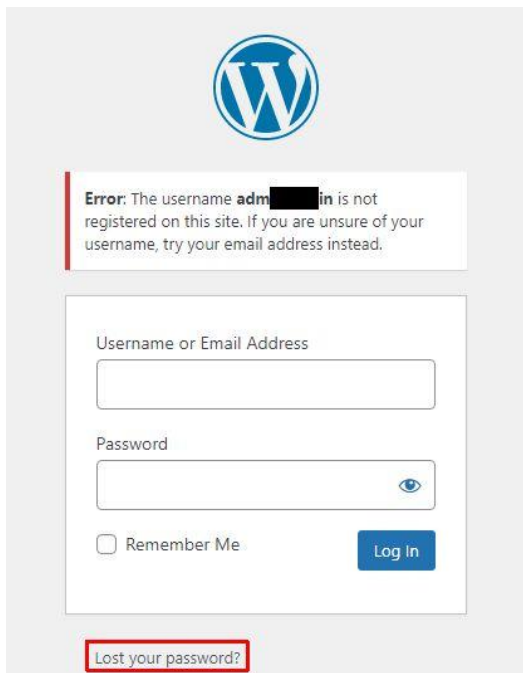 Error: The username adm in is not
registered on this site. If you are unsure of your
username, try your email address instead.
Username or Email Address
Password
Remember Me
Log In
Lost your password?